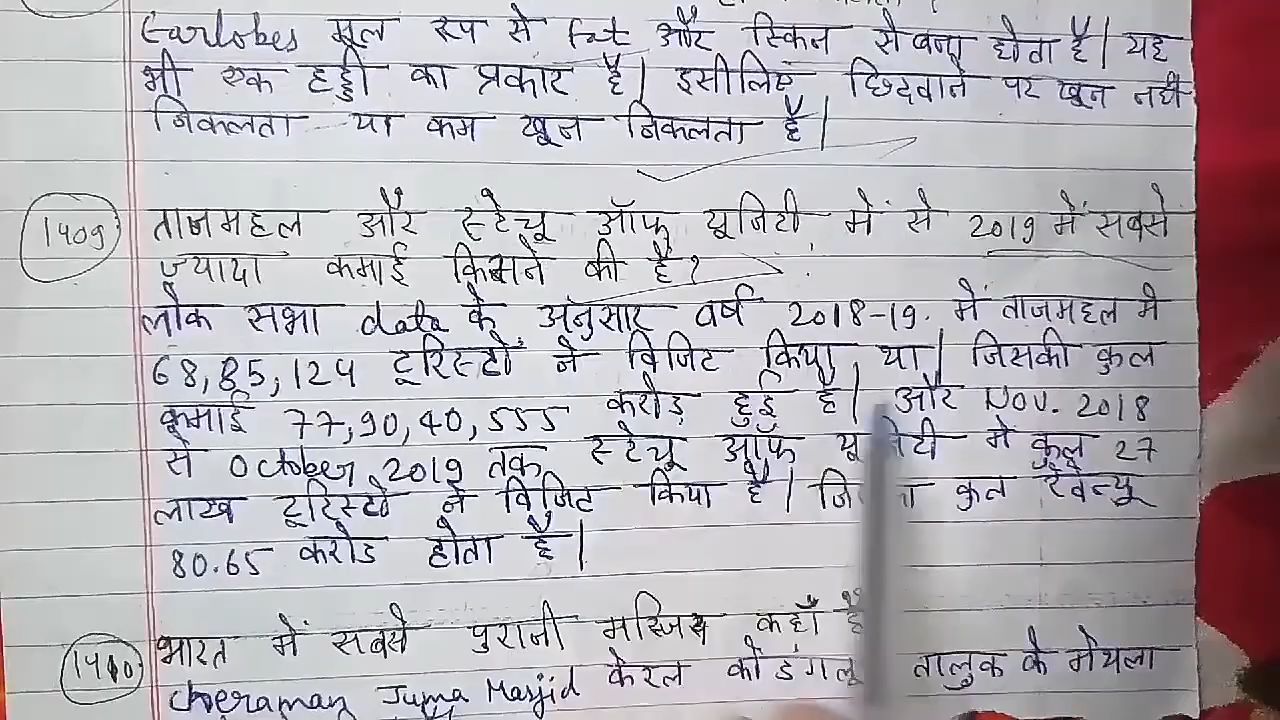 Earlobes मूल रूप से fat और स्किन से बना होता है। यह
भी एक हड्डी का प्रकार है। इसीलिए छिदवाने पर खून नहीं
निकलता या कम खून निकलता है।
1409 ताजमहल और स्टेचू ऑफ यूनिटी में से 2019 में सबसे
ज्यादा कमाई किसने की है?
लोक सभा data के अनुसार वर्ष 2018-19. में ताजमहल मे
68,85,124 टूरिस्टो ने विजिट किया था। जिसकी कुल
कमाई 77,90,40,555 करोड़ हुई है। और Nov. 2018
से October, 2019 तक स्टेचू ऑफ मे कुल 27
लाख टूरिस्टो ने विजिट किया है। कुल रेवेन्यू
80.65 करोड होता है।
1410 भारत में सबसे पुरानी मस्जिद कहाँ है
Cheraman Juma Masjid केरल कोडंगलू तालुक के मेथला